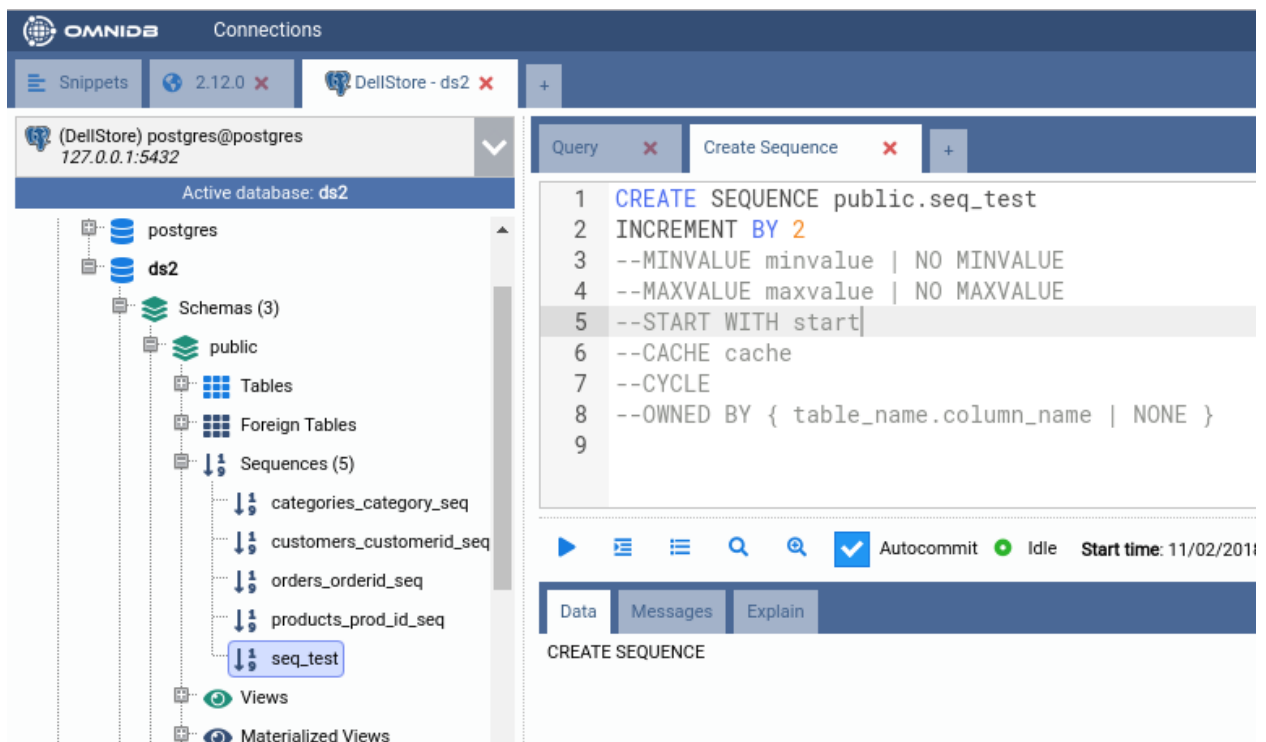 OMNIDB Connections
Snippets 2.12.0 DellStore - ds2 +
(DellStore) postgres@postgres
127.0.0.1:5432
Active database: ds2
postgres
ds2
Schemas (3)
public
Tables
Foreign Tables
Sequences (5)
categories_category_seq
customers_customerid_seq
orders_orderid_seq
products_prod_id_seq
seq_test
Views
Materialized Views
Query Create Sequence +
1 CREATE SEQUENCE public.seq_test
2 INCREMENT BY 2
3 --MINVALUE minvalue | NO MINVALUE
4 --MAXVALUE maxvalue | NO MAXVALUE
5 --START WITH start
6 --CACHE cache
7 --CYCLE
8 --OWNED BY { table_name.column_name | NONE }
9
Autocommit Idle Start time: 11/02/2018
Data Messages Explain
CREATE SEQUENCE